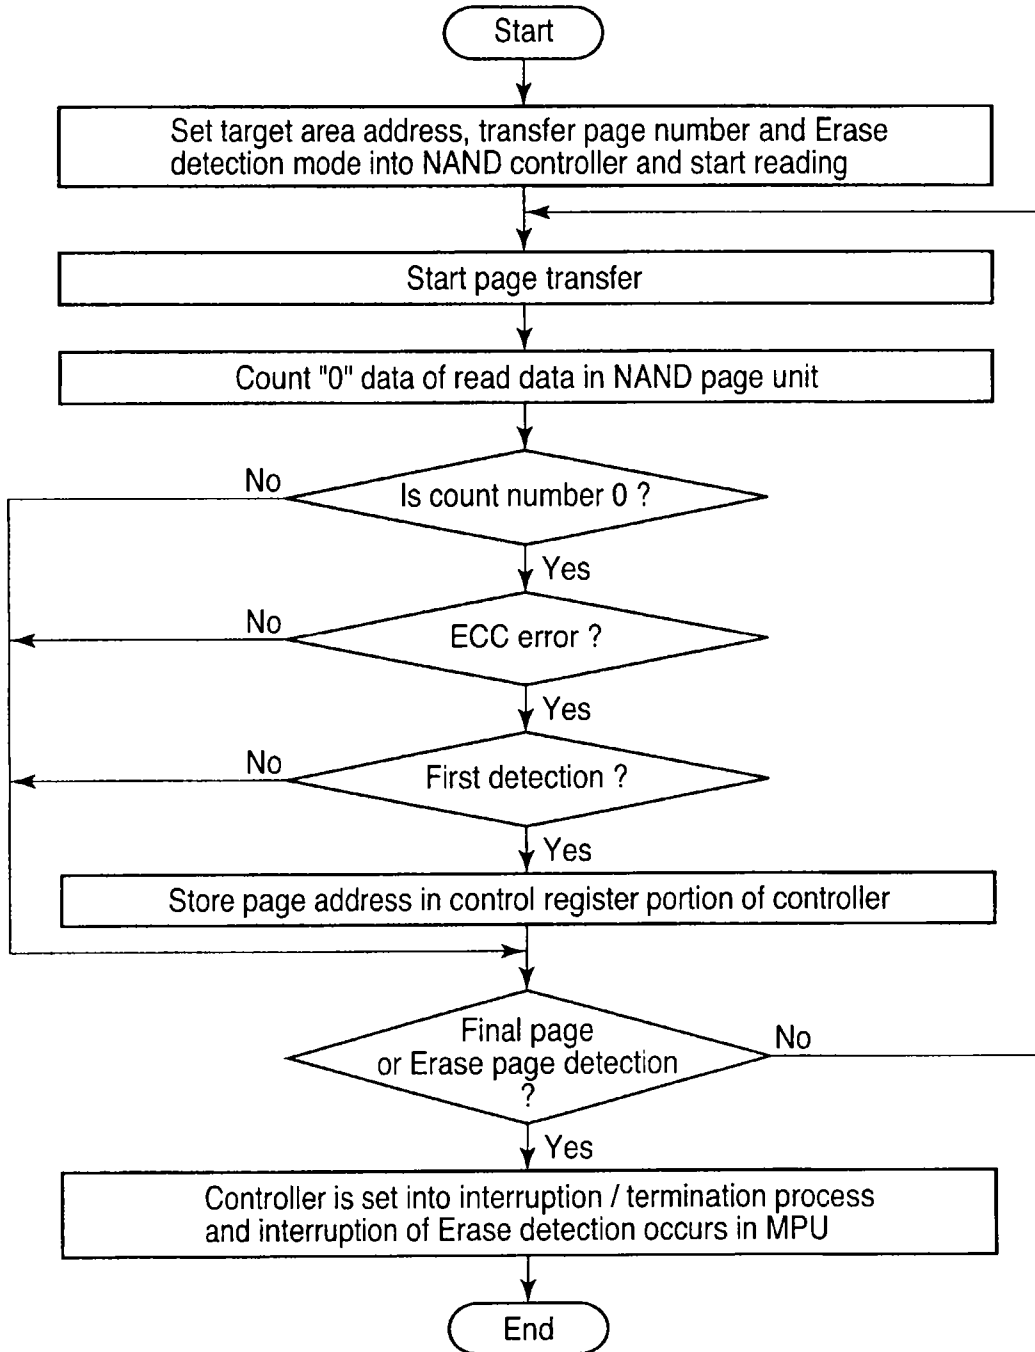 Start
Set target area address, transfer page number and Erase
detection mode into NAND controller and start reading
Start page transfer
Count "0" data of read data in NAND page unit
Is count number 0 ?
No
Yes
ECC error ?
No
Yes
First detection ?
No
Yes
Store page address in control register portion of controller
Final page
or Erase page detection
?
No
Yes
Controller is set into interruption / termination process
and interruption of Erase detection occurs in MPU
End